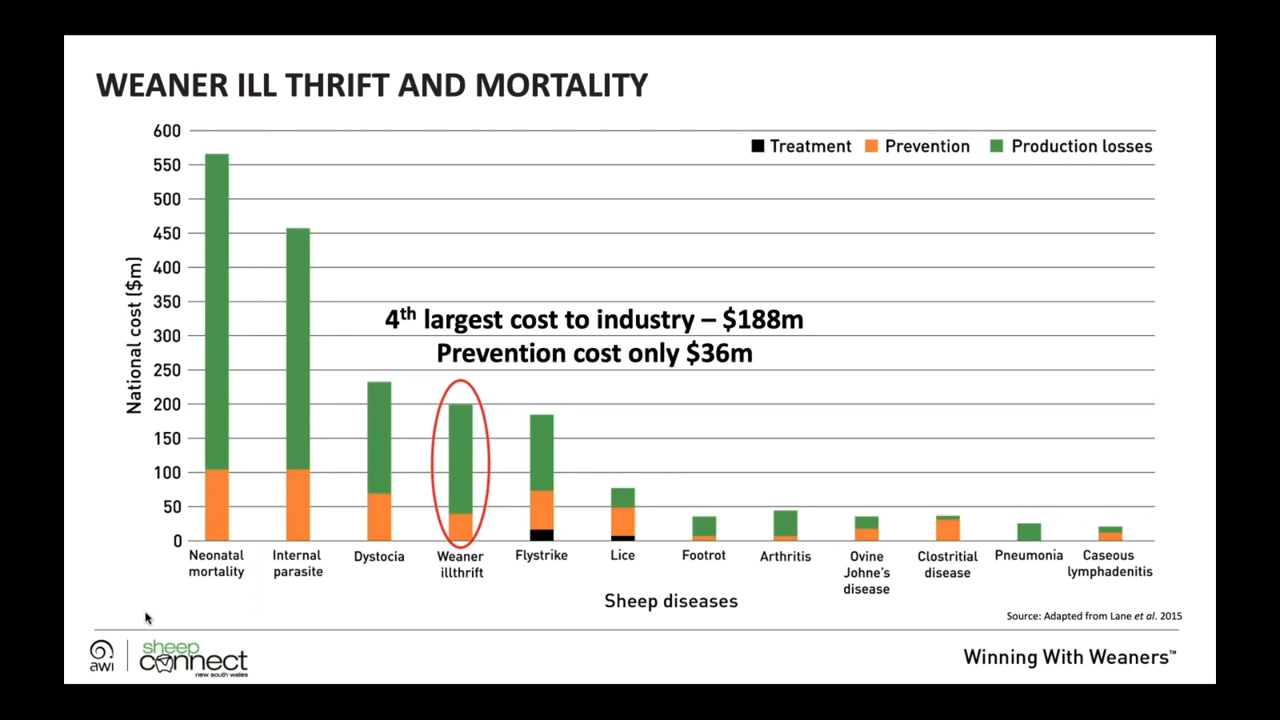 WEANER ILL THRIFT AND MORTALITY
600
550
500
450
400
350
300
250
200
150
100
50
0
National cost ($m)
Treatment Prevention Production losses
4th largest cost to industry – $188m
Prevention cost only $36m
Neonatal
mortality
Internal
parasite
Dystocia
Weaner
illthrift
Flystrike
Lice
Footrot
Arthritis
Ovine
Johne's
disease
Clostritial
disease
Pneumonia
Caseous
lymphadenitis
Sheep diseases
Source: Adapted from Lane et al. 2015
awi
sheep
connect
new south wales
Winning With Weaners™